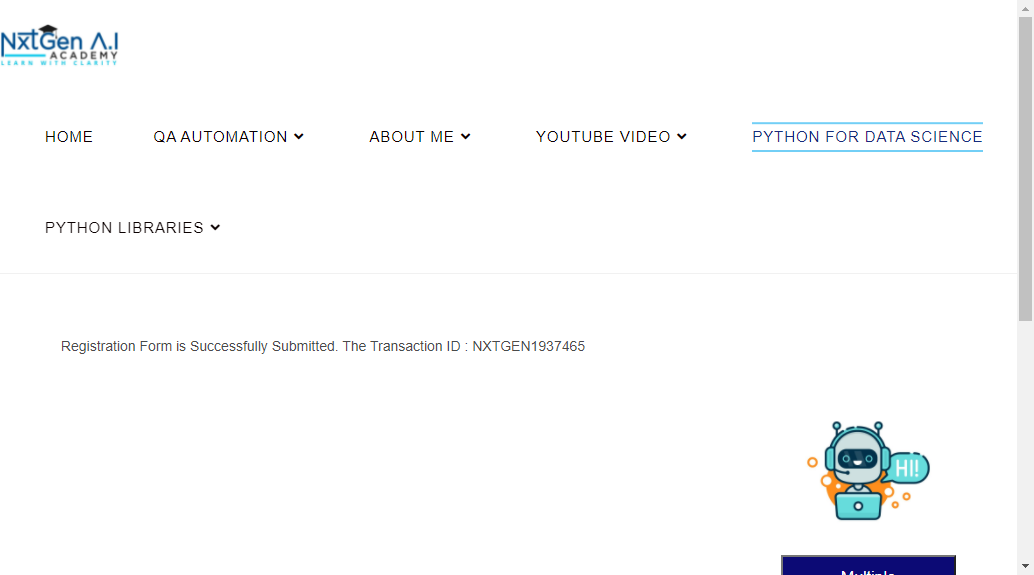 NxtGen A.I
ACADEMY
LEARN WITH CLARITY
HOME
QA AUTOMATION
ABOUT ME
YOUTUBE VIDEO
PYTHON FOR DATA SCIENCE
PYTHON LIBRARIES
Registration Form is Successfully Submitted. The Transaction ID : NXTGEN1937465
HI!
Multiple